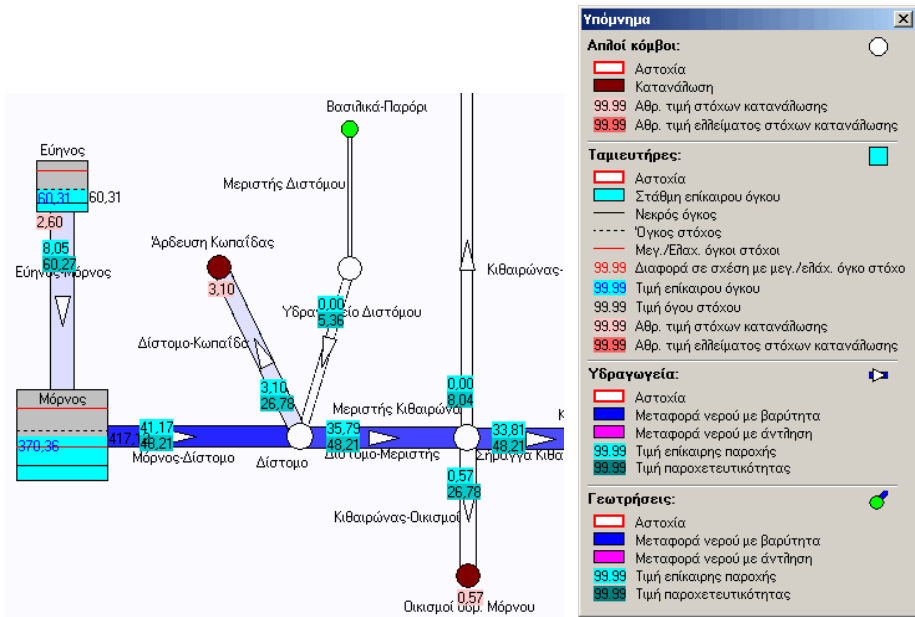 Βασιλικά-Παρόρι
Εύηνος
60,31
60,31
2,60
Μεριστής Διστόμου
8,05
60,27
Εύηνος-Μόρνος
Άρδευση Κωπαΐδας
3,10
Κιθαιρώνας-
0,00
5,36
Υδραγωγείο Διστόμου
Δίστομο-Κωπαΐδα
3,10
26,78
0,00
8,04
Μόρνος
370,36
41,17
48,21
Μόρνος-Δίστομο
Δίστομο
Μεριστής Κιθαιρώνα
35,79
48,21
Δίστομο-Μεριστής
33,81
48,21
Κ
Σήραγγα Κιθα
0,57
26,78
Κιθαιρώνας-Οικισμοί
0,57
Οικισμοί υδρ. Μόρνου
Υπόμνημα
Απλοί κόμβοι:
Αστοχία
Κατανάλωση
99.99 Αθρ. τιμή στόχων κατανάλωσης
99.99 Αθρ. τιμή ελλείματος στόχων κατανάλωσης
Ταμιευτήρες:
Αστοχία
Στάθμη επίκαιρου όγκου
Νεκρός όγκος
Όγκος στόχος
Μεγ./Ελαχ. όγκοι στόχοι
99.99 Διαφορά σε σχέση με μεγ./ελάχ. όγκο στόχο
99.99 Τιμή επίκαιρου όγκου
99.99 Τιμή όγου στόχου
99.99 Αθρ. τιμή στόχων κατανάλωσης
99.99 Αθρ. τιμή ελλείματος στόχων κατανάλωσης
Υδραγωγεία:
Αστοχία
Μεταφορά νερού με βαρύτητα
Μεταφορά νερού με άντληση
99.99 Τιμή επίκαιρης παροχής
99.99 Τιμή παροχετευτικότητας
Γεωτρήσεις:
Αστοχία
Μεταφορά νερού με βαρύτητα
Μεταφορά νερού με άντληση
99.99 Τιμή επίκαιρης παροχής
99.99 Τιμή παροχετευτικότητας